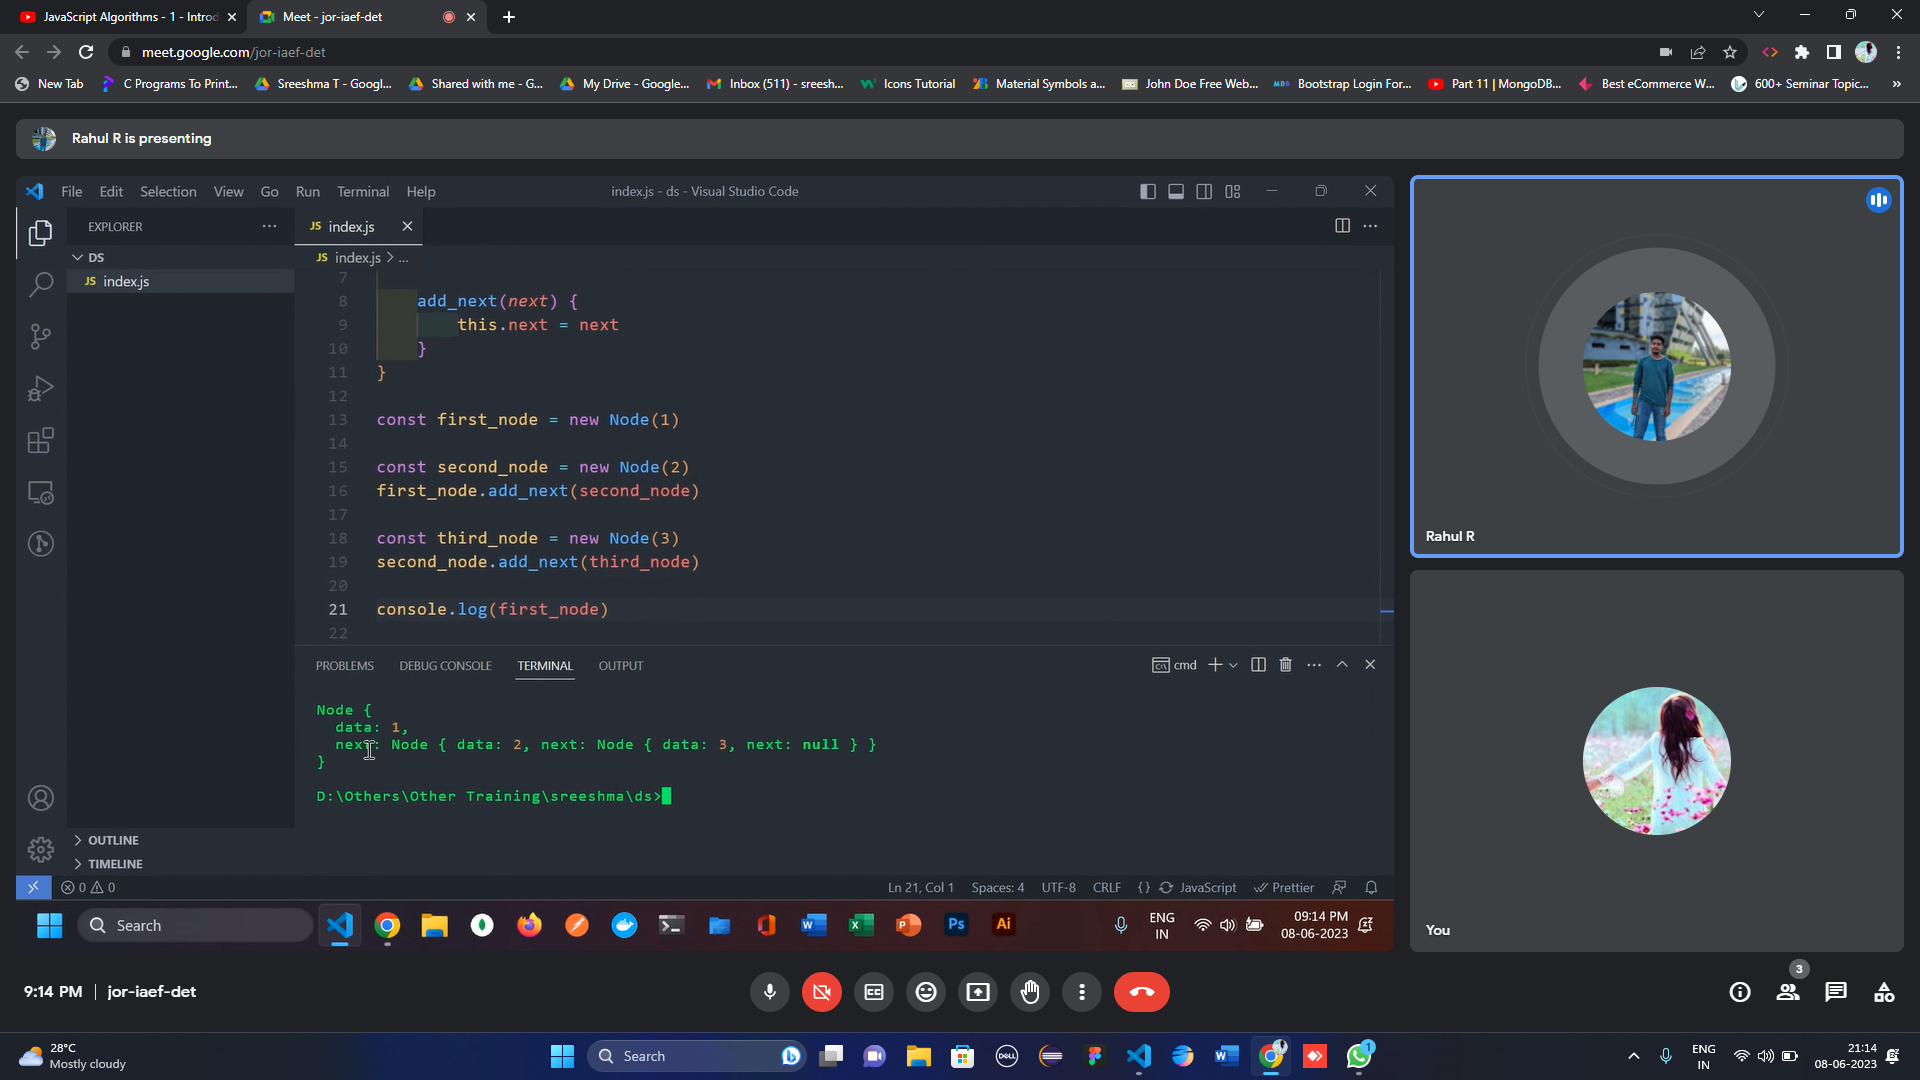 JavaScript Algorithms - 1 - Introd
Meet - jor-iaef-det
meet.google.com/jor-iaef-det
New Tab
C Programs To Print...
Sreeshma T - Googl...
Shared with me - G...
My Drive - Google...
Inbox (511) - sreesh...
Icons Tutorial
Material Symbols a...
John Doe Free Web...
Bootstrap Login For...
Part 11 | MongoDB...
Best eCommerce W...
600+ Seminar Topic...
»
Rahul R is presenting
File Edit Selection View Go Run Terminal Help
index.js - ds - Visual Studio Code
EXPLORER
JS index.js
DS
JS index.js > ...
JS index.js
7
8 add_next(next) {
9 this.next = next
10 }
11 }
12
13 const first_node = new Node(1)
14
15 const second_node = new Node(2)
16 first_node.add_next(second_node)
17
18 const third_node = new Node(3)
19 second_node.add_next(third_node)
20
21 console.log(first_node)
22
PROBLEMS DEBUG CONSOLE TERMINAL OUTPUT
cmd
Node {
data: 1,
next: Node { data: 2, next: Node { data: 3, next: null } }
}
D:\Others\Other Training\sreeshma\ds>
OUTLINE
TIMELINE
0 0
Ln 21, Col 1 Spaces: 4 UTF-8 CRLF {} JavaScript Prettier
Search
Ps
Ai
ENG
IN
09:14 PM
08-06-2023
Rahul R
You
9:14 PM | jor-iaef-det
3
28°C
Mostly cloudy
Search
DELL
1
ENG
IN
21:14
08-06-2023